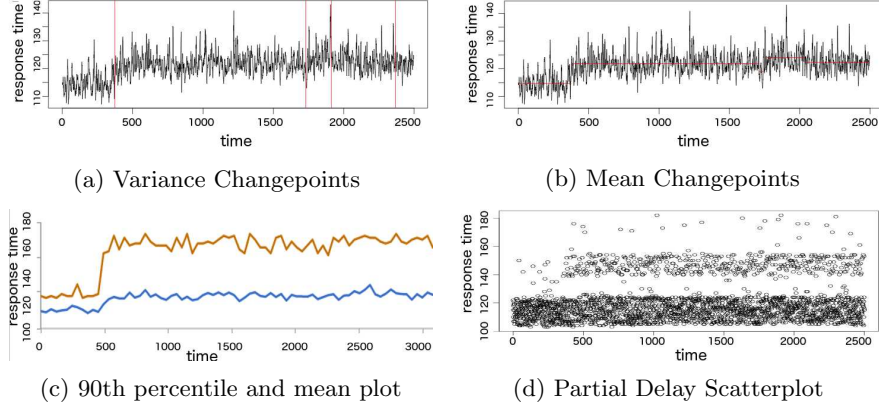 response time
110 120 130 140
0 500 1000 1500 2000 2500
time
(a) Variance Changepoints
response time
110 120 130 140
0 500 1000 1500 2000 2500
time
(b) Mean Changepoints
response time
100 120 140 160 180
0 500 1000 1500 2000 2500 3000
time
(c) 90th percentile and mean plot
response time
100 120 140 160 180
0 500 1000 1500 2000 2500
time
(d) Partial Delay Scatterplot